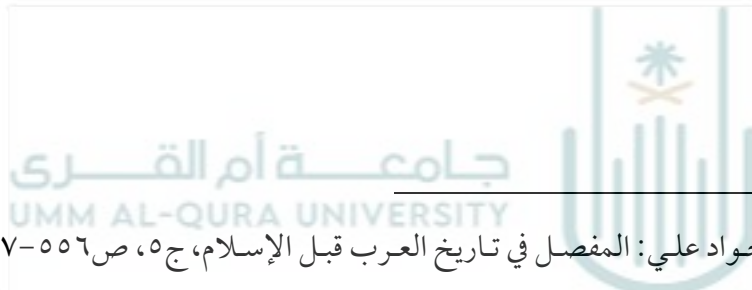 جامعة أم القرى
UMM AL-QURA UNIVERSITY
جواد علي: المفصل في تاريخ العرب قبل الإسلام، ج٥، ص٥٥٦-٧